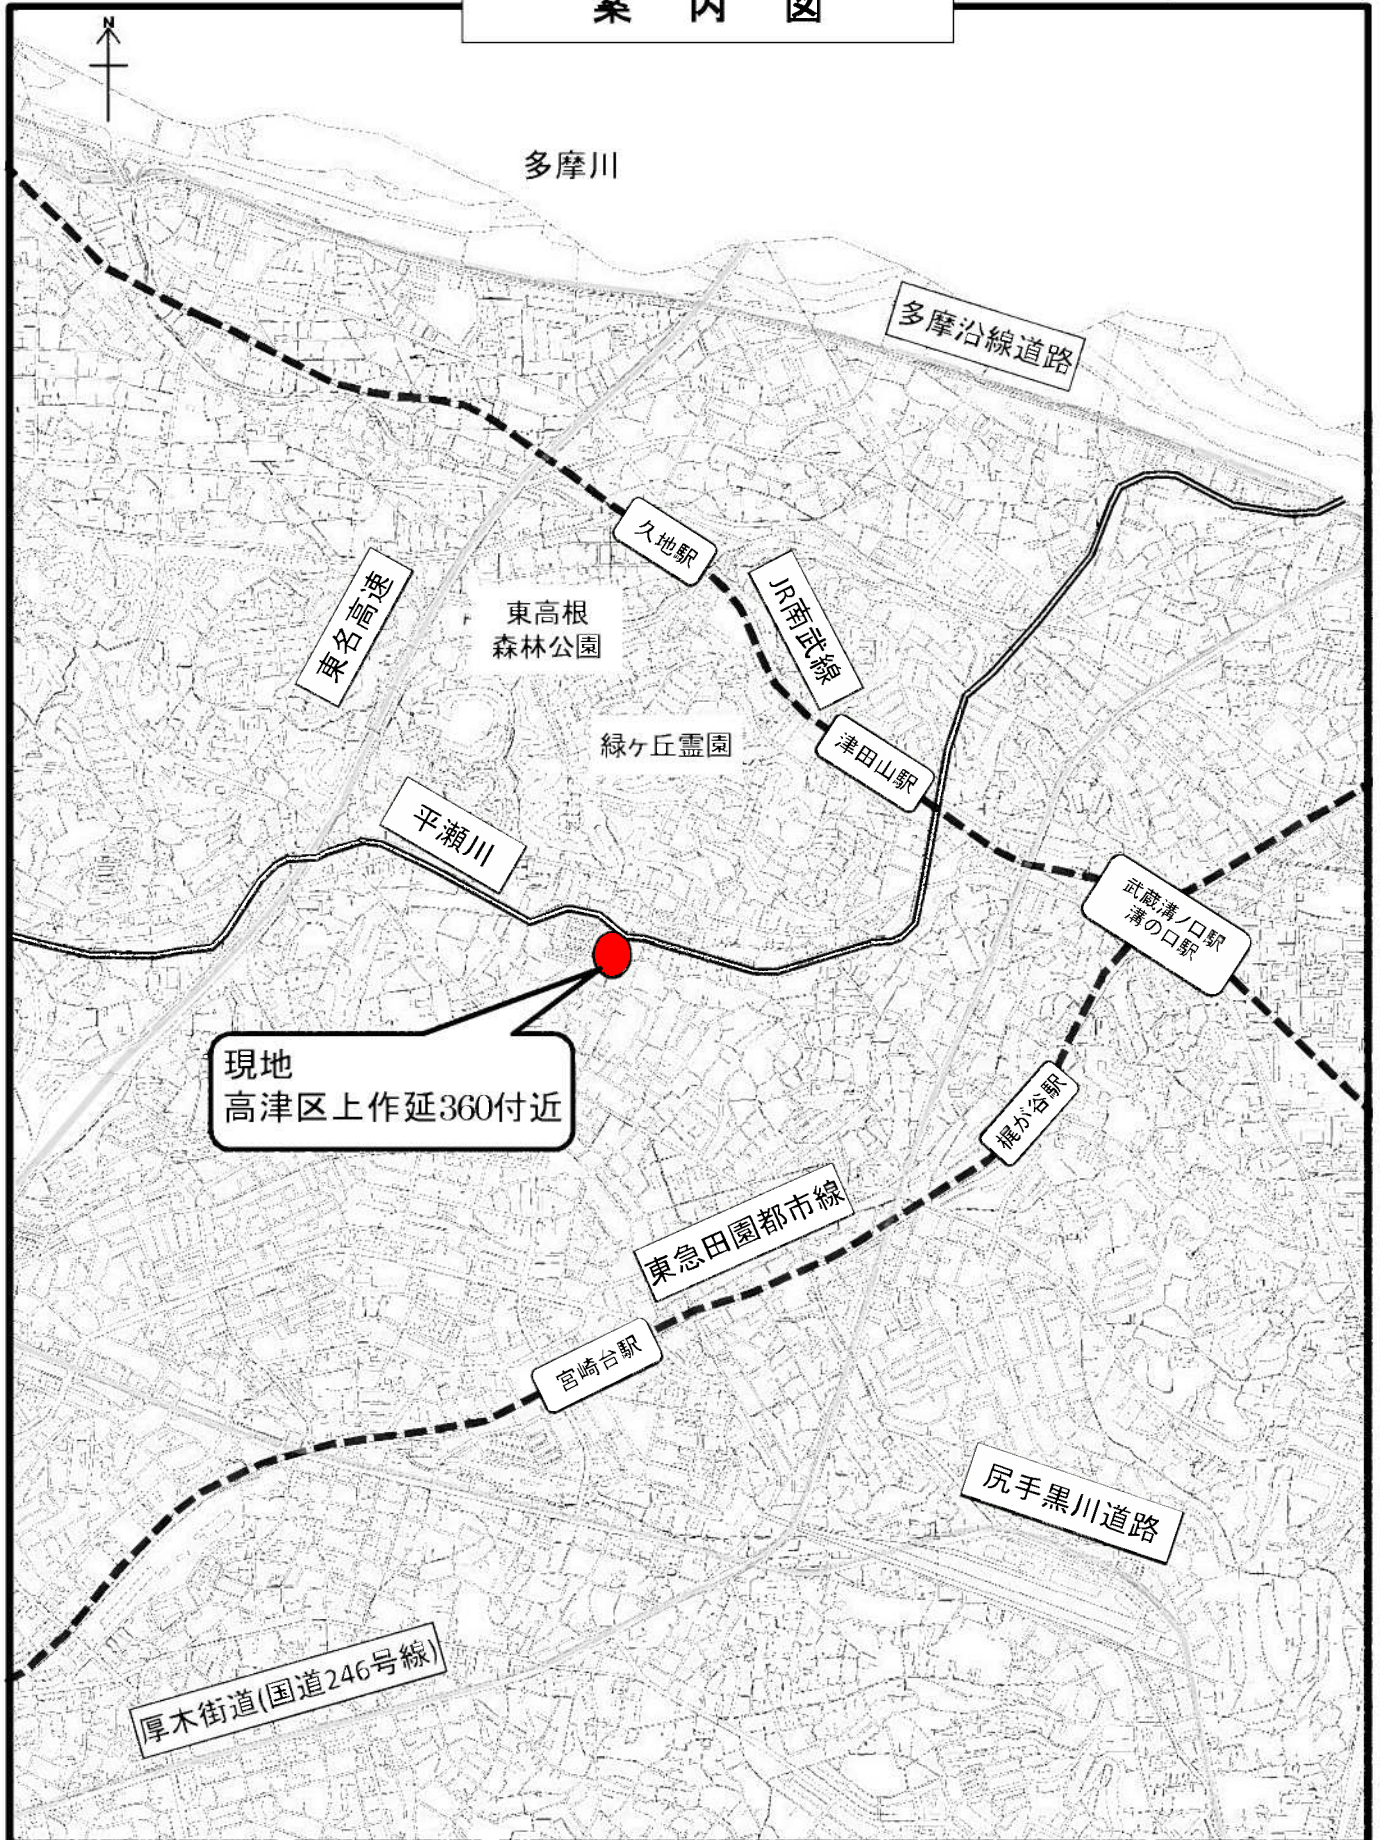 案内図
N
多摩川
多摩沿線道路
久地駅
JR南武線
東名高速
東高根
森林公園
緑ヶ丘霊園
津田山駅
平瀬川
武蔵溝ノ口駅
溝の口駅
現地
高津区上作延360付近
梶が谷駅
東急田園都市線
宮崎台駅
尻手黒川道路
厚木街道(国道246号線)